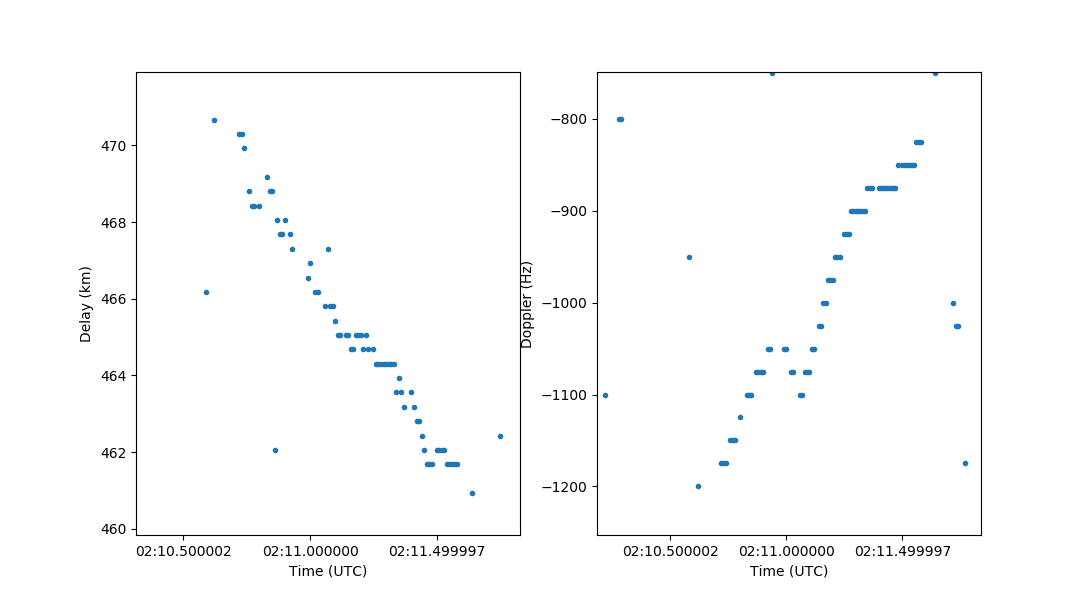 Delay (km)
470
468
466
464
462
460
02:10.500002 02:11.000000 02:11.499997
Time (UTC)
Doppler (Hz)
−800
−900
−1000
−1100
−1200
02:10.500002 02:11.000000 02:11.499997
Time (UTC)